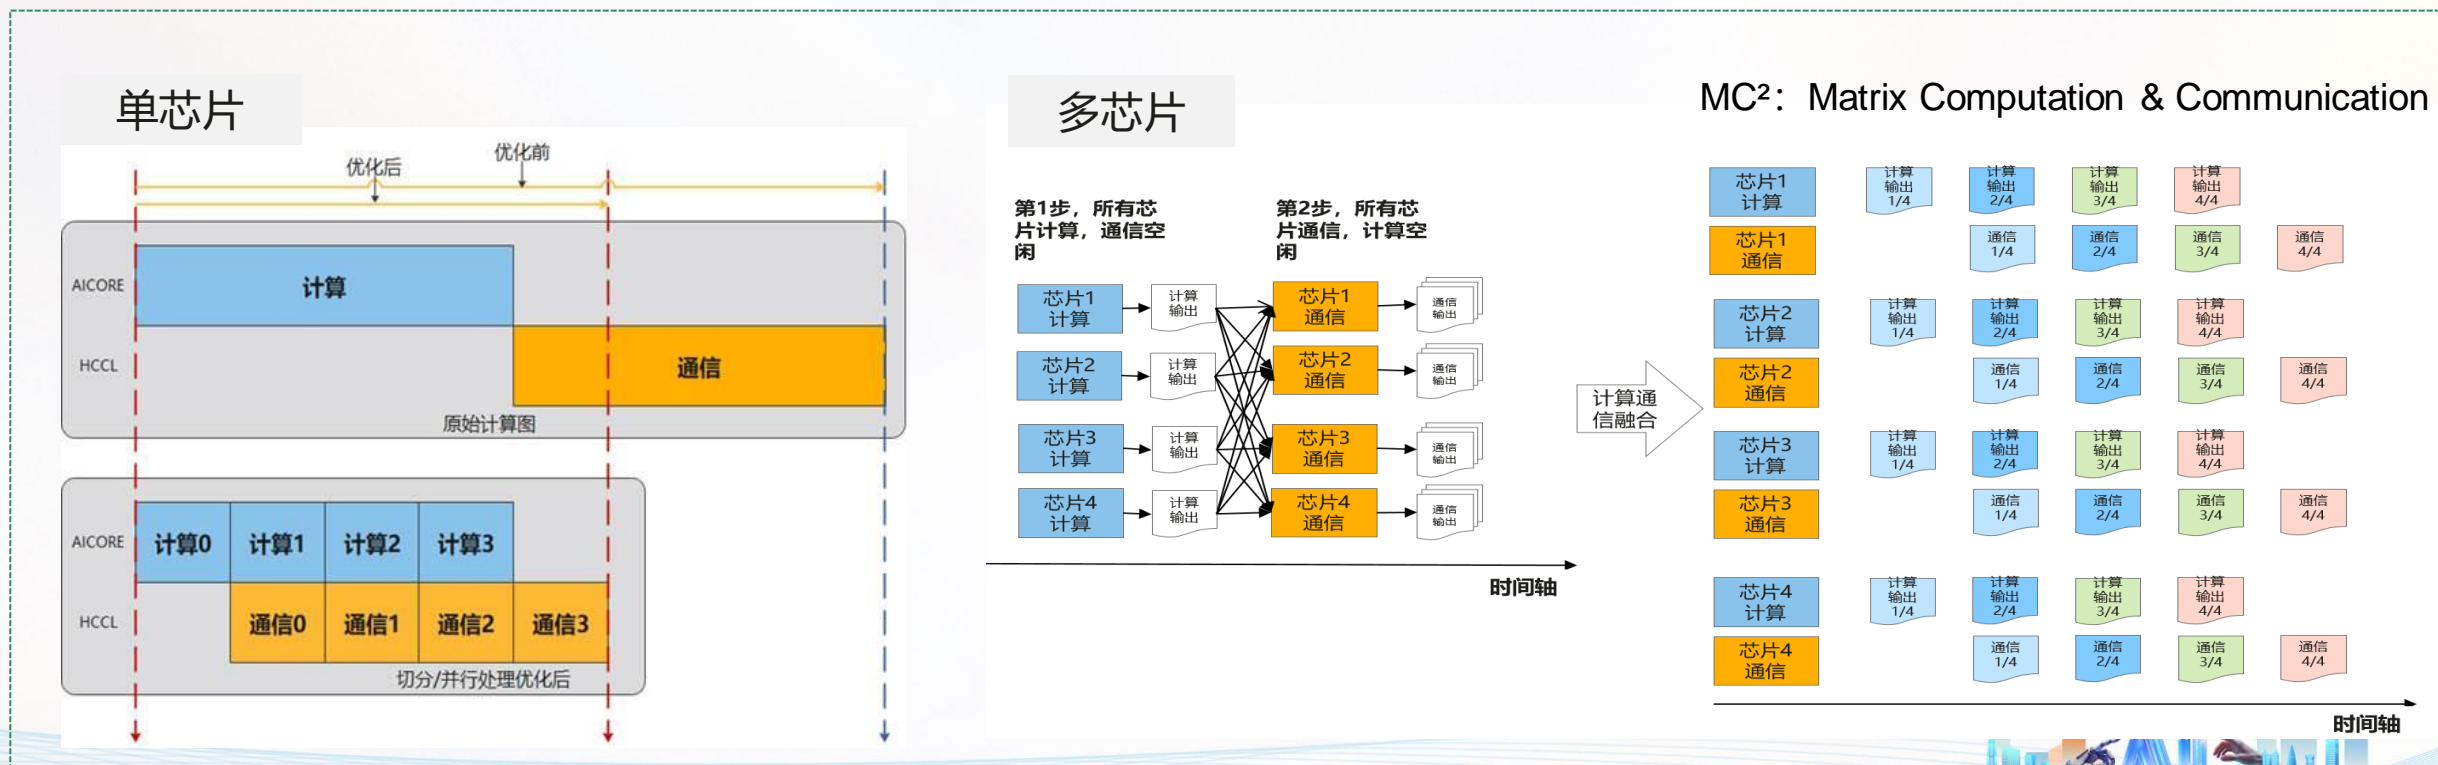 单芯片
优化后
优化前
AICORE
计算
HCCL
通信
原始计算图
AICORE
计算0
计算1
计算2
计算3
HCCL
通信0
通信1
通信2
通信3
切分/并行处理优化后
多芯片
第1步，所有芯
片计算，通信空
闲
第2步，所有芯
片通信，计算空
闲
芯片1
计算
计算
输出
芯片1
通信
通信
输出
芯片2
计算
计算
输出
芯片2
通信
通信
输出
芯片3
计算
计算
输出
芯片3
通信
通信
输出
芯片4
计算
计算
输出
芯片4
通信
通信
输出
时间轴
计算通
信融合
MC²：Matrix Computation & Communication
芯片1
计算
计算
输出
1/4
计算
输出
2/4
计算
输出
3/4
计算
输出
4/4
芯片1
通信
通信
1/4
通信
2/4
通信
3/4
通信
4/4
芯片2
计算
计算
输出
1/4
计算
输出
2/4
计算
输出
3/4
计算
输出
4/4
芯片2
通信
通信
1/4
通信
2/4
通信
3/4
通信
4/4
芯片3
计算
计算
输出
1/4
计算
输出
2/4
计算
输出
3/4
计算
输出
4/4
芯片3
通信
通信
1/4
通信
2/4
通信
3/4
通信
4/4
芯片4
计算
计算
输出
1/4
计算
输出
2/4
计算
输出
3/4
计算
输出
4/4
芯片4
通信
通信
1/4
通信
2/4
通信
3/4
通信
4/4
时间轴